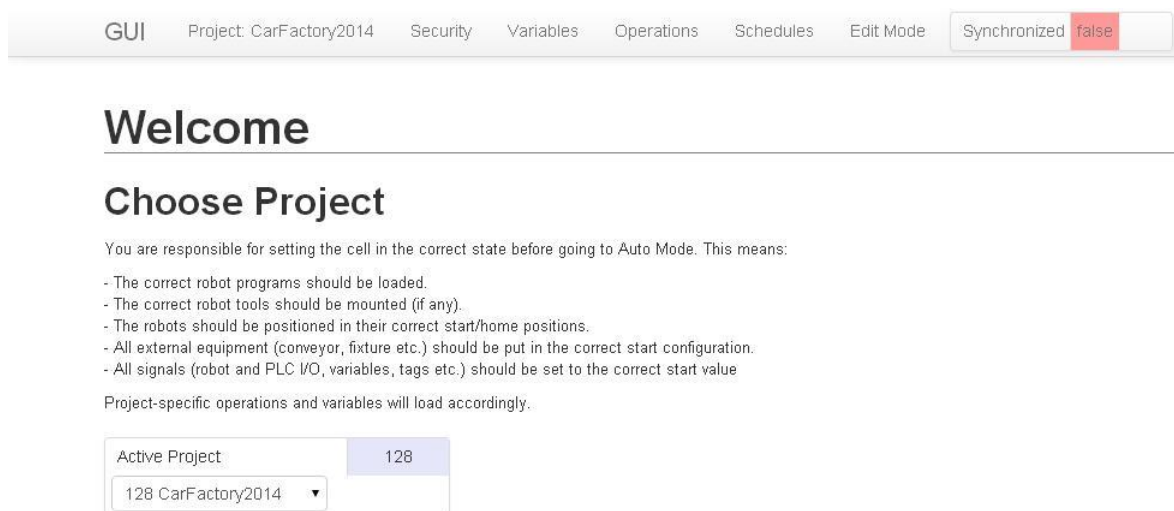 GUI Project: CarFactory2014 Security Variables Operations Schedules Edit Mode Synchronized false
Welcome
Choose Project
You are responsible for setting the cell in the correct state before going to Auto Mode. This means:
- The correct robot programs should be loaded.
- The correct robot tools should be mounted (if any).
- The robots should be positioned in their correct start/home positions.
- All external equipment (conveyor, fixture etc.) should be put in the correct start configuration.
- All signals (robot and PLC I/O, variables, tags etc.) should be set to the correct start value
Project-specific operations and variables will load accordingly.
Active Project 128
128 CarFactory2014